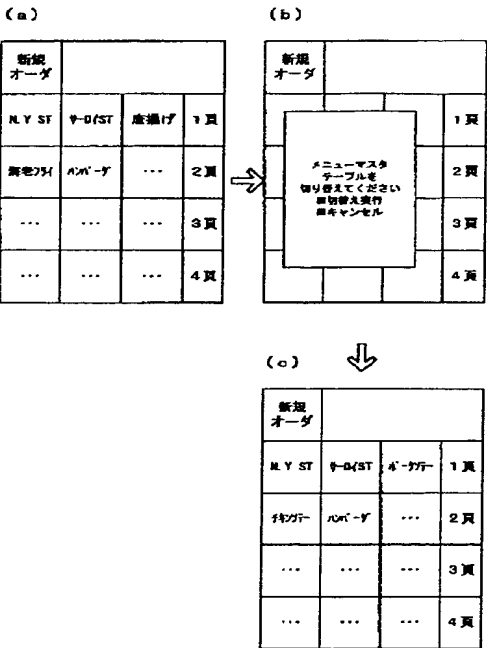 (a)
新規
オーダ
N.Y ST サーロイST 唐揚げ 1頁
海老フライ ハンバーグ ... 2頁
... ... ... 3頁
... ... ... 4頁
(b)
新規
オーダ
1頁
メニューマスタ
テーブルを
切り替えてください
切替え実行
キャンセル
2頁
3頁
4頁
(c)
新規
オーダ
N.Y ST サーロイST ポークソテー 1頁
チキンソテー ハンバーグ ... 2頁
... ... ... 3頁
... ... ... 4頁